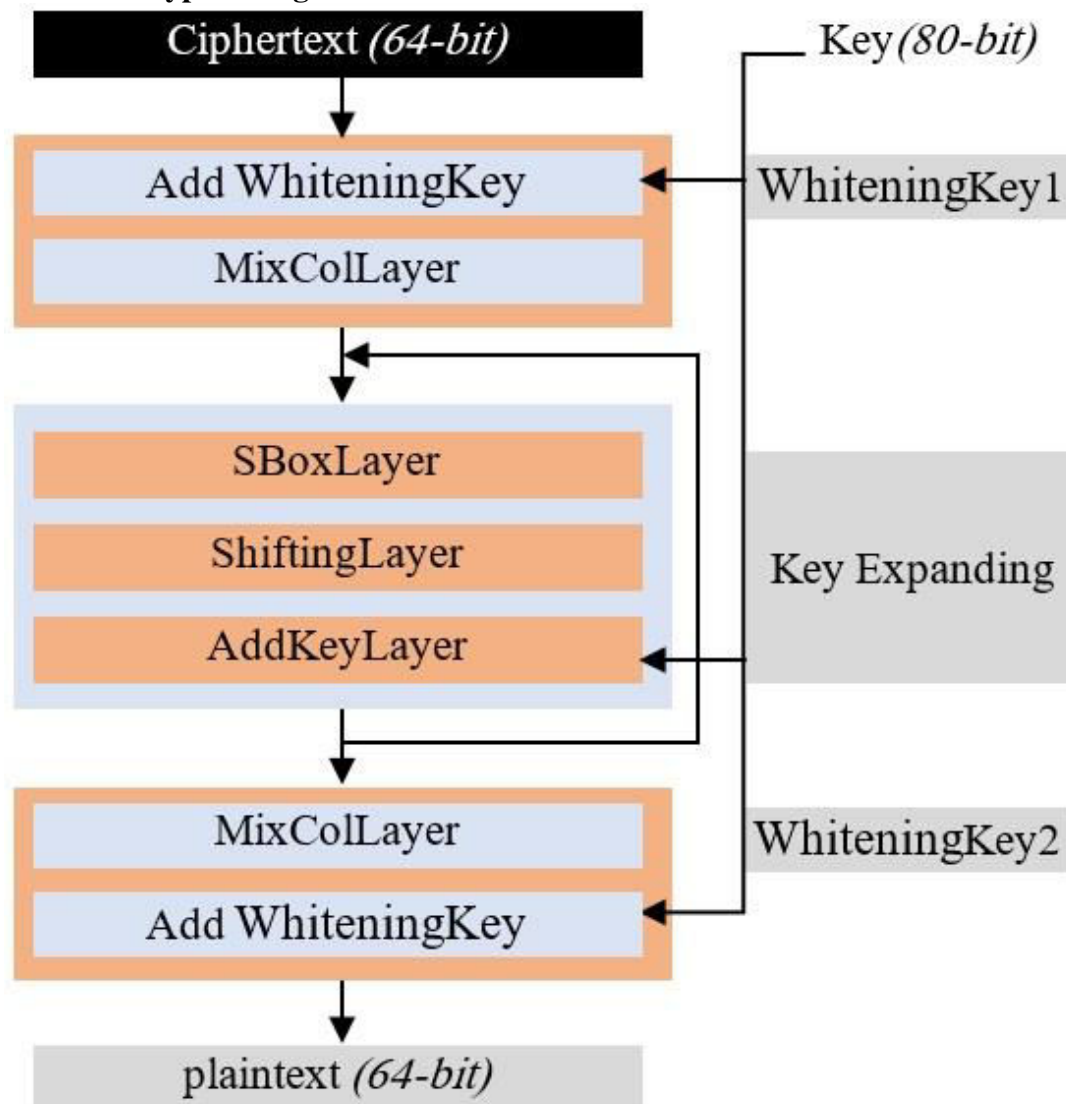 Ciphertext (64-bit)
Key(80-bit)
Add WhiteningKey
WhiteningKey1
MixColLayer
SBoxLayer
ShiftingLayer
Key Expanding
AddKeyLayer
MixColLayer
WhiteningKey2
Add WhiteningKey
plaintext (64-bit)